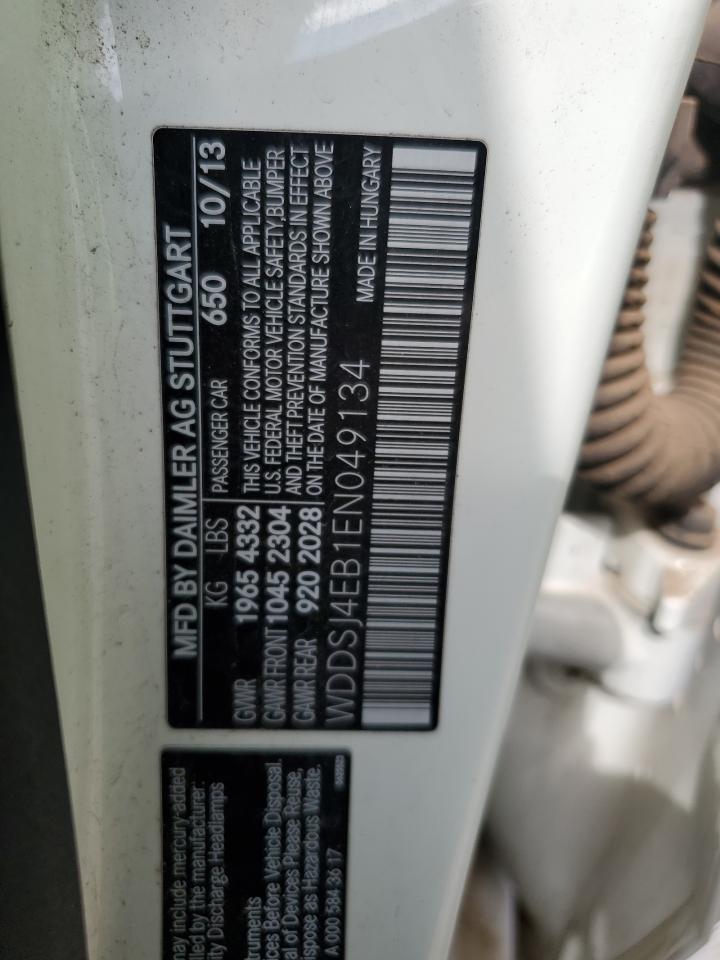 MFD BY DAIMLER AG STUTTGART
KG LBS PASSENGER CAR 650 10/13
GVWR 1965 4332 THIS VEHICLE CONFORMS TO ALL APPLICABLE
GAWR FRONT 1045 2304 U.S. FEDERAL MOTOR VEHICLE SAFETY, BUMPER
GAWR REAR 920 2028 AND THEFT PREVENTION STANDARDS IN EFFECT
ON THE DATE OF MANUFACTURE SHOWN ABOVE
WDDSJ4EB1EN049134 MADE IN HUNGARY
may include mercury-added
lled by the manufacturer:
ity Discharge Headlamps
truments
ices Before Vehicle Disposal.
al of Devices Please Reuse,
ispose as Hazardous Waste.
A 000 584 36 17